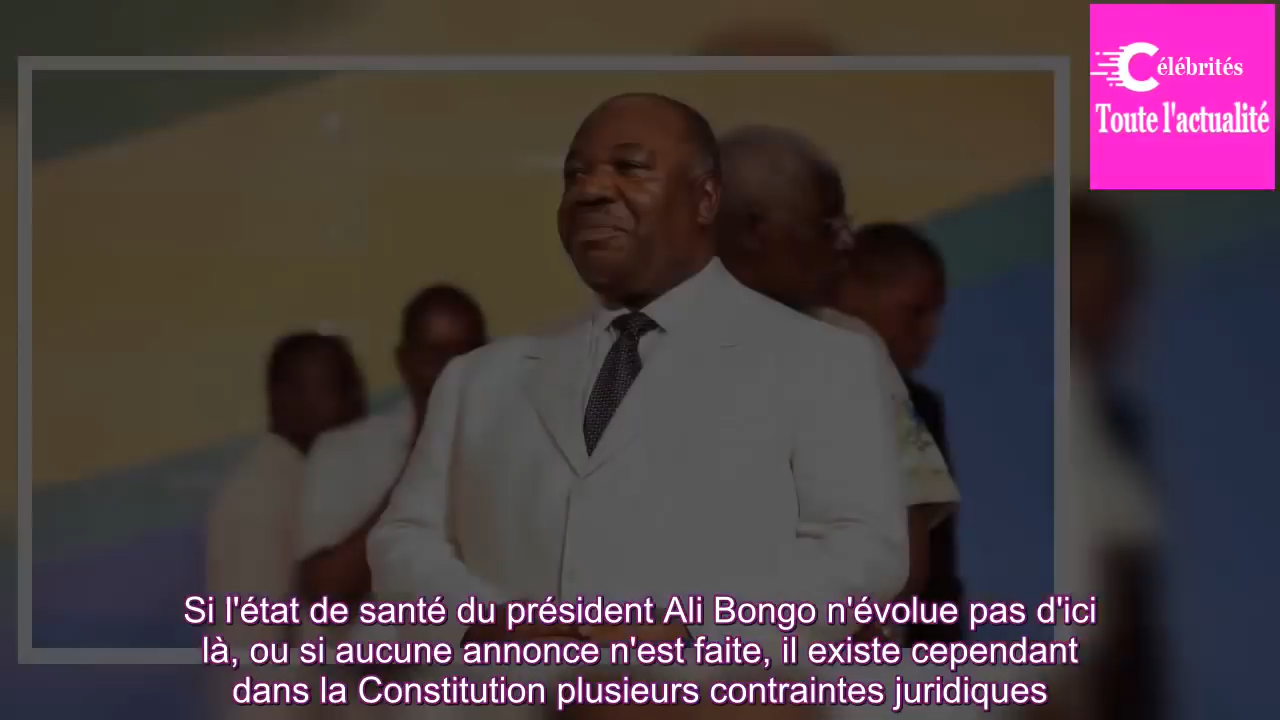 Célébrités
Toute l'actualité
Si l'état de santé du président Ali Bongo n'évolue pas d'ici
là, ou si aucune annonce n'est faite, il existe cependant
dans la Constitution plusieurs contraintes juridiques